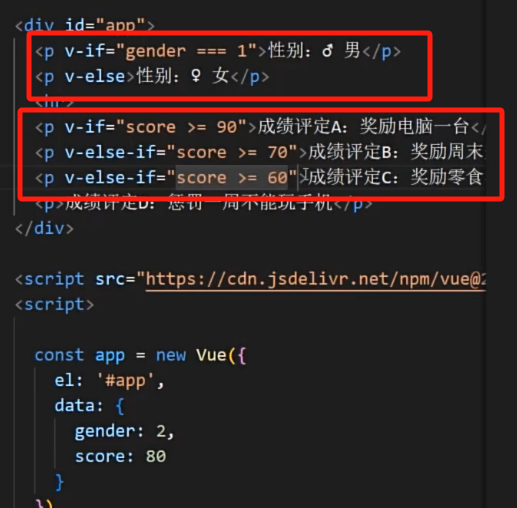 <div id="app">
<p v-if="gender === 1">性别：♂ 男</p>
<p v-else>性别：♀ 女</p>
<hr>
<p v-if="score >= 90">成绩评定A：奖励电脑一台</
<p v-else-if="score >= 70">成绩评定B：奖励周末
<p v-else-if="score >= 60">成绩评定C：奖励零食
<p>成绩评定D：惩罚一周不能玩手机</p>
</div>
<script src="https://cdn.jsdelivr.net/npm/vue@2
<script>
const app = new Vue({
el: '#app',
data: {
gender: 2,
score: 80
}
})